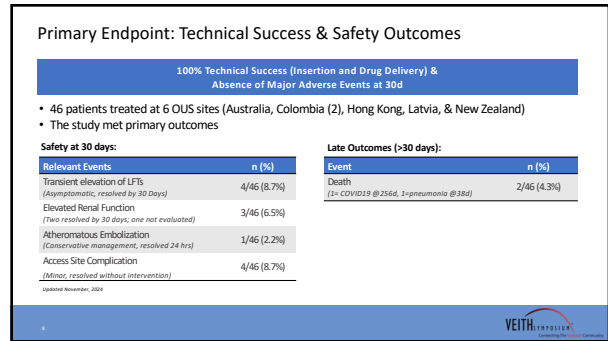 Primary Endpoint: Technical Success & Safety Outcomes
100% Technical Success (Insertion and Drug Delivery) &
Absence of Major Adverse Events at 30d
• 46 patients treated at 6 OUS sites (Australia, Colombia (2), Hong Kong, Latvia, & New Zealand)
• The study met primary outcomes
Safety at 30 days:
Relevant Events n (%)
Transient elevation of LFTs
(Asymptomatic, resolved by 30 Days)
4/46 (8.7%)
Elevated Renal Function
(Two resolved by 30 days; one not evaluated)
3/46 (6.5%)
Atheromatous Embolization
(Conservative management, resolved 24 hrs)
1/46 (2.2%)
Access Site Complication
(Minor, resolved without intervention)
4/46 (8.7%)
Updated November, 2024
Late Outcomes (>30 days):
Event n (%)
Death
(1= COVID19 @256d, 1=pneumonia @38d)
2/46 (4.3%)
VEITHSYMPOSIUM
Connecting The Vascular Community